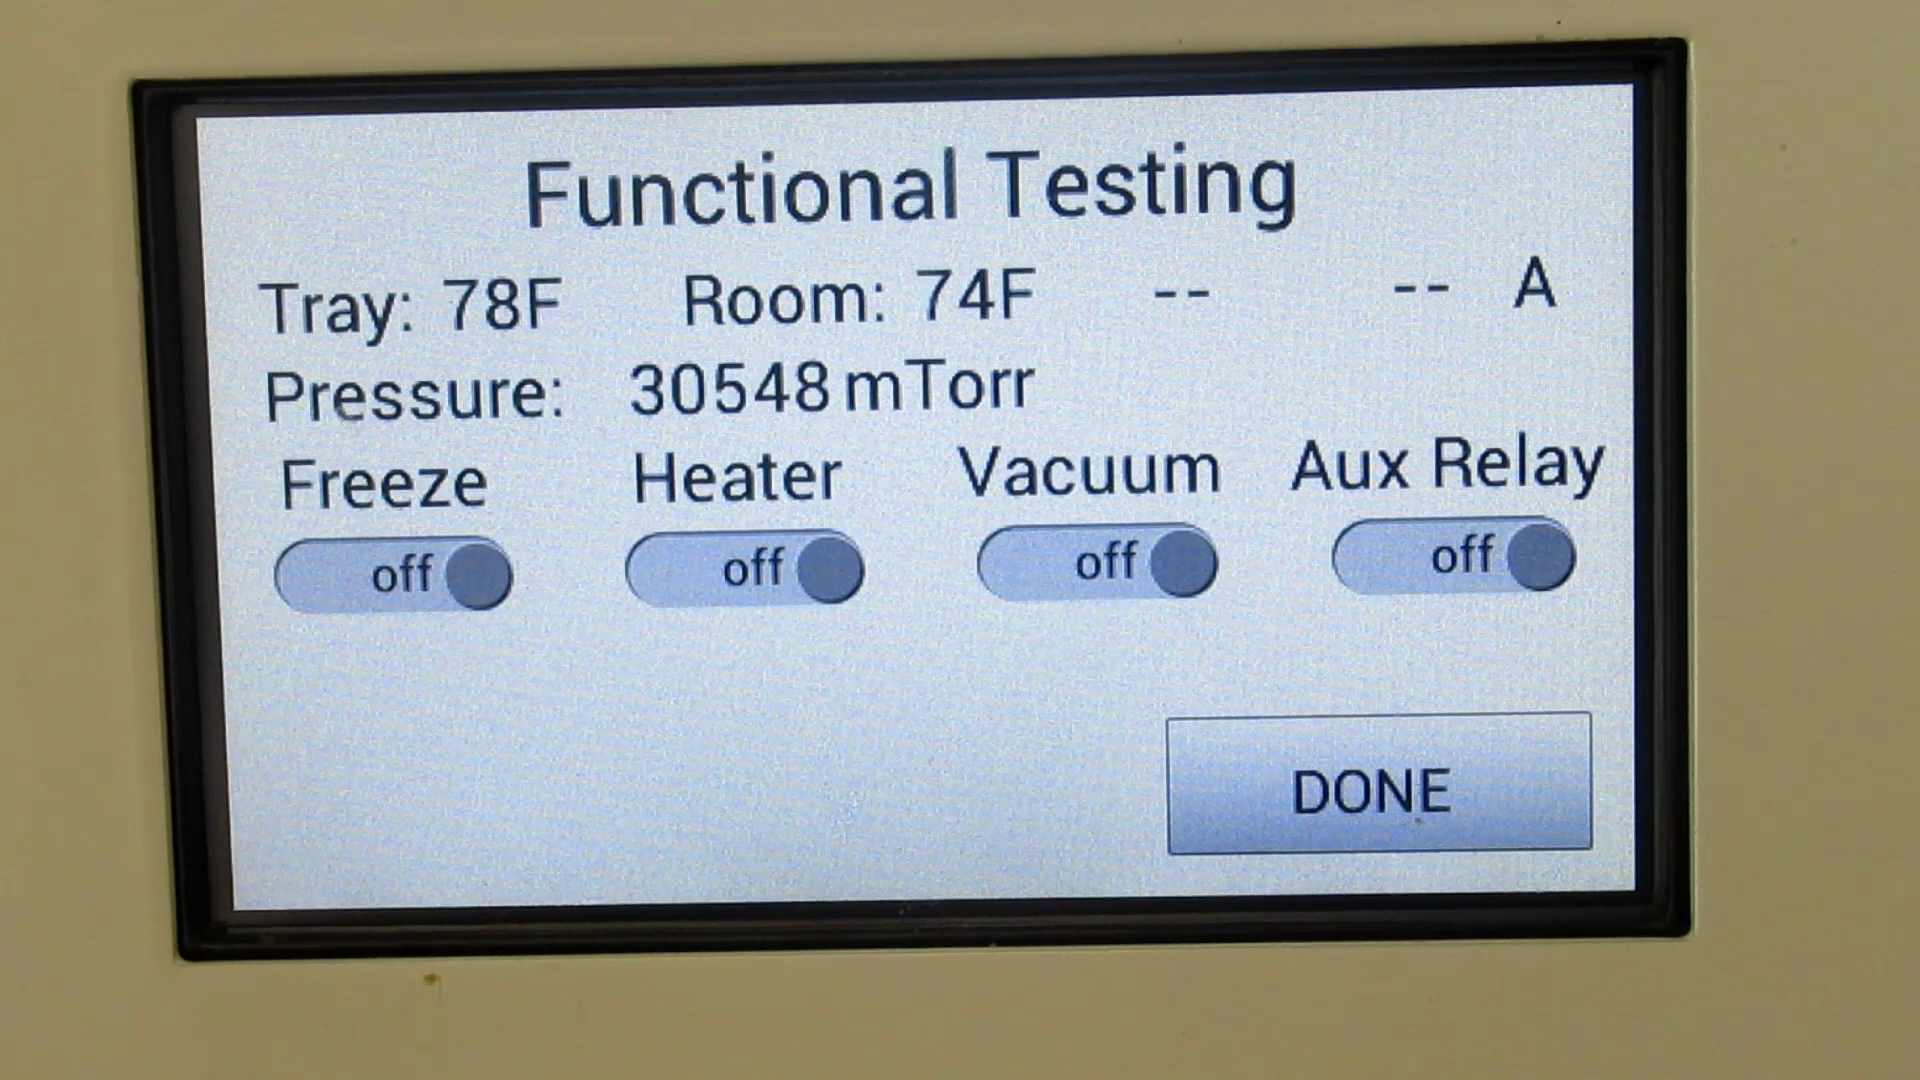 Functional Testing
Tray: 78F Room: 74F -- -- A
Pressure: 30548 mTorr
Freeze Heater Vacuum Aux Relay
off off off off
DONE